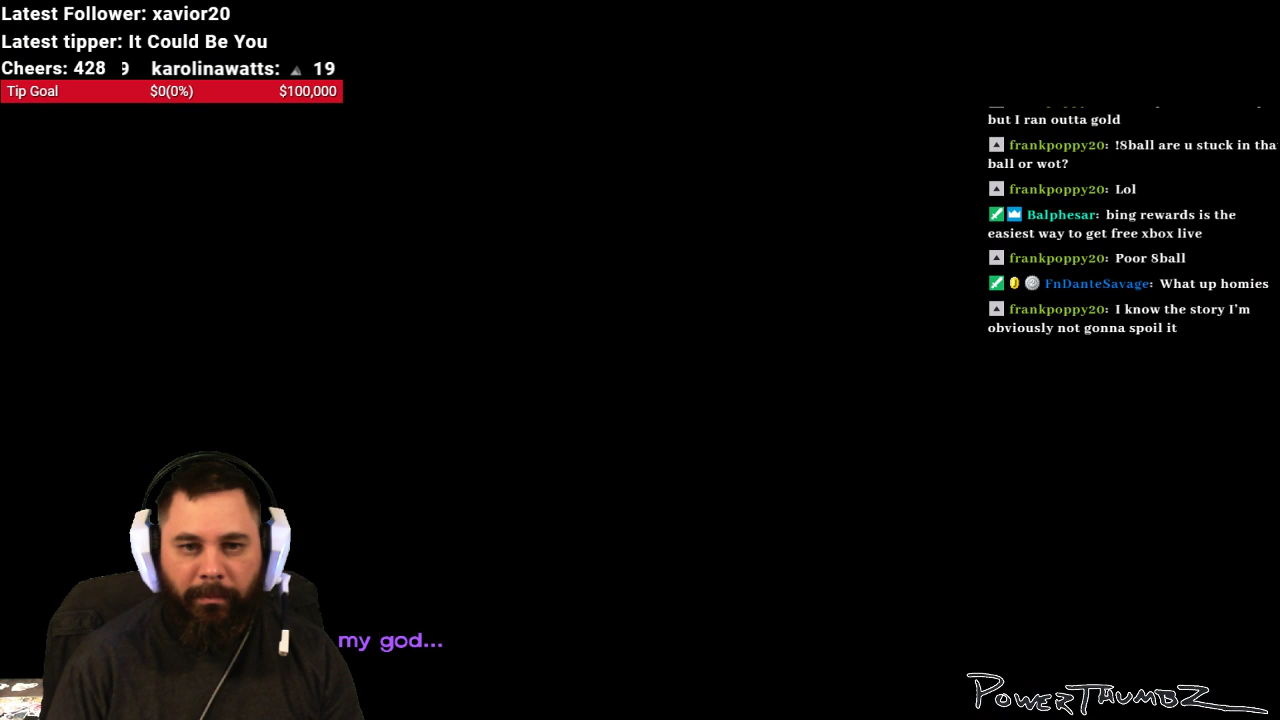 Latest Follower: xavior20
Latest tipper: It Could Be You
Cheers: 428 9 karolinawatts: 19
Tip Goal $0(0%) $100,000
but I ran outta gold
frankpoppy20: !8ball are u stuck in tha
ball or wot?
frankpoppy20: Lol
Balphesar: bing rewards is the
easiest way to get free xbox live
frankpoppy20: Poor 8ball
FnDanteSavage: What up homies
frankpoppy20: I know the story I'm
obviously not gonna spoil it
my god...
PowerThumbZ